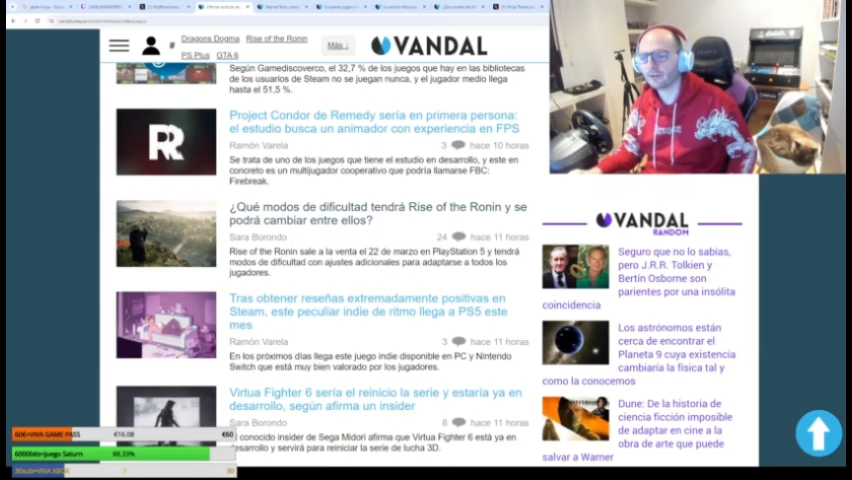 Dragons Dogma
Rise of the Ronin
#
PS Plus
GTA 6
Más ↓
VANDAL
Según Gamediscoverco, el 32,7 % de los juegos que hay en las bibliotecas
de los usuarios de Steam no se juegan nunca, y el jugador medio llega
hasta el 51,5 %.
Project Condor de Remedy sería en primera persona:
el estudio busca un animador con experiencia en FPS
Ramón Varela
3
hace 10 horas
Se trata de uno de los juegos que tiene el estudio en desarrollo, y este en
concreto es un multijugador cooperativo que podría llamarse FBC:
Firebreak.
¿Qué modos de dificultad tendrá Rise of the Ronin y se
podrá cambiar entre ellos?
Sara Borondo
24
hace 11 horas
Rise of the Ronin sale a la venta el 22 de marzo en PlayStation 5 y tendrá
modos de dificultad con ajustes adicionales para adaptarse a todos los
jugadores.
Tras obtener reseñas extremadamente positivas en
Steam, este peculiar indie de ritmo llega a PS5 este
mes
Ramón Varela
3
hace 11 horas
En los próximos días llega este juego indie disponible en PC y Nintendo
Switch que está muy bien valorado por los jugadores.
Virtua Fighter 6 sería el reinicio la serie y estaría ya en
desarrollo, según afirma un insider
Sara Borondo
6
hace 11 horas
conocido insider de Sega Midori afirma que Virtua Fighter 6 está ya en
desarrollo y servirá para reiniciar la serie de lucha 3D.
VANDAL
RANDOM
Seguro que no lo sabías,
pero J.R.R. Tolkien y
Bertín Osborne son
parientes por una insólita
coincidencia
Los astrónomos están
cerca de encontrar el
Planeta 9 cuya existencia
cambiaría la física tal y
como la conocemos
Dune: De la historia de
ciencia ficción imposible
de adaptar en cine a la
obra de arte que puede
salvar a Warner
60€=VIVA GAME PASS
€16.08
€60
6000bits=juego Saturn
88,33%
30sub=VIVA XBOX
7
30